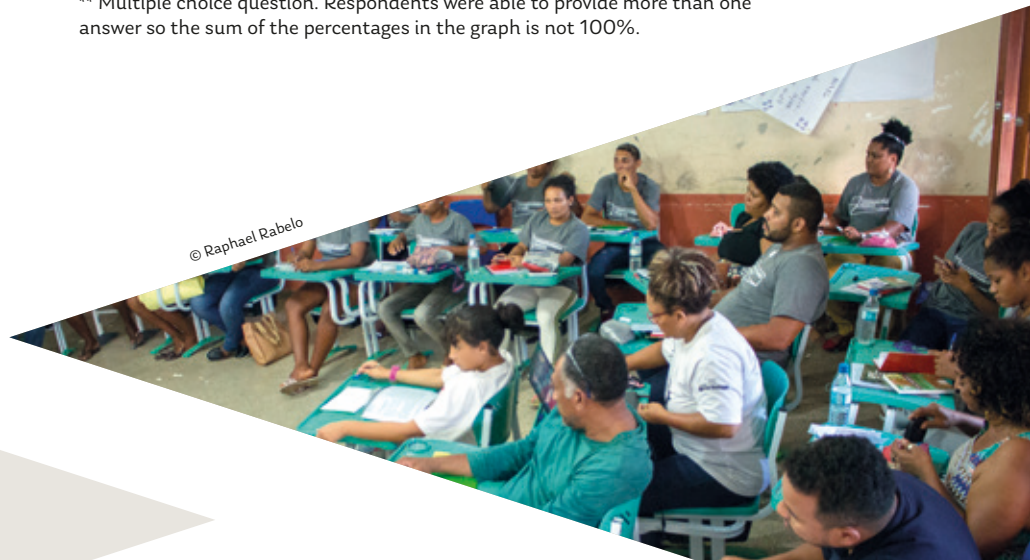 ** Multiple choice question. Respondents were able to provide more than one
answer so the sum of the percentages in the graph is not 100%.
© Raphael Rabelo